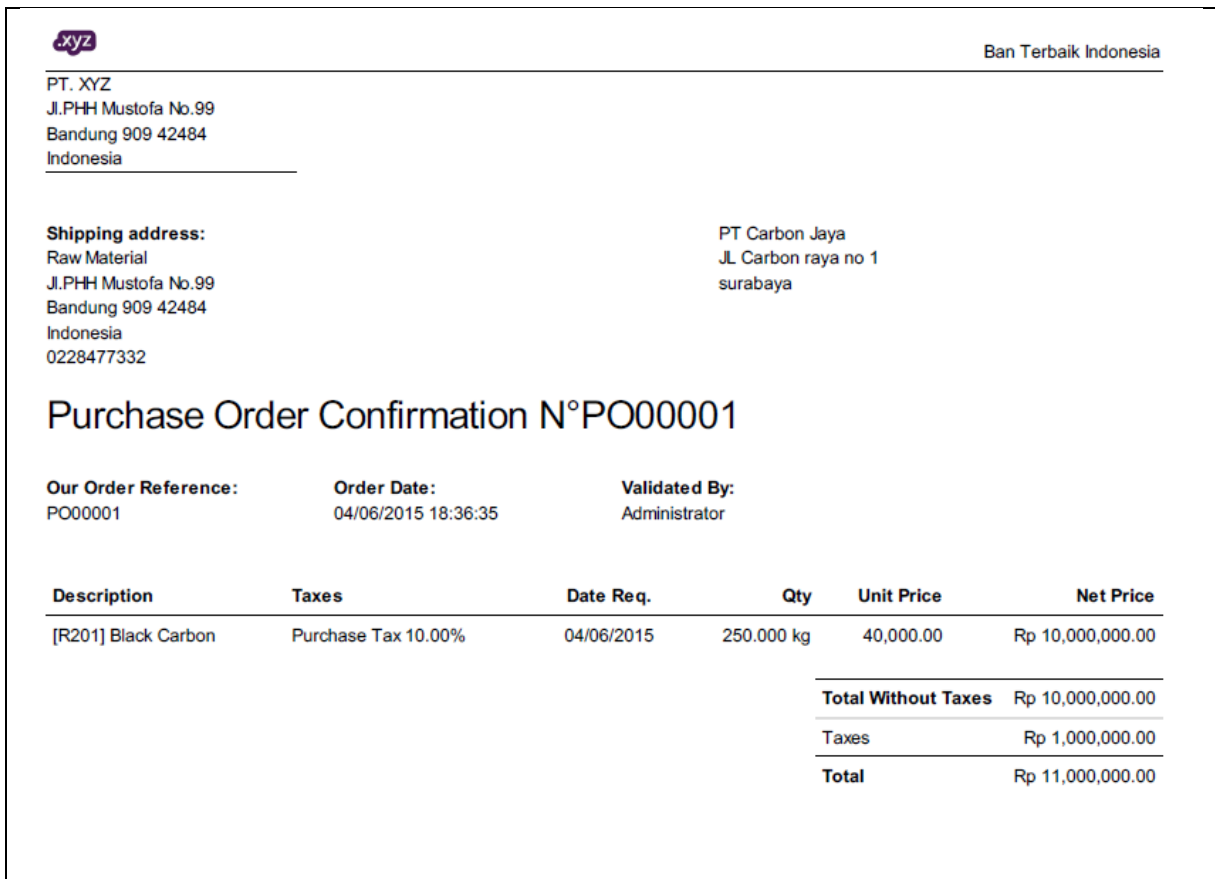 .xyz
Ban Terbaik Indonesia
PT. XYZ
Jl.PHH Mustofa No.99
Bandung 909 42484
Indonesia
Shipping address:
Raw Material
Jl.PHH Mustofa No.99
Bandung 909 42484
Indonesia
0228477332
PT Carbon Jaya
JL Carbon raya no 1
surabaya
Purchase Order Confirmation N°PO00001
Our Order Reference: Order Date: Validated By:
PO00001 04/06/2015 18:36:35 Administrator
Description Taxes Date Req. Qty Unit Price Net Price
[R201] Black Carbon Purchase Tax 10.00% 04/06/2015 250.000 kg 40,000.00 Rp 10,000,000.00
Total Without Taxes Rp 10,000,000.00
Taxes Rp 1,000,000.00
Total Rp 11,000,000.00